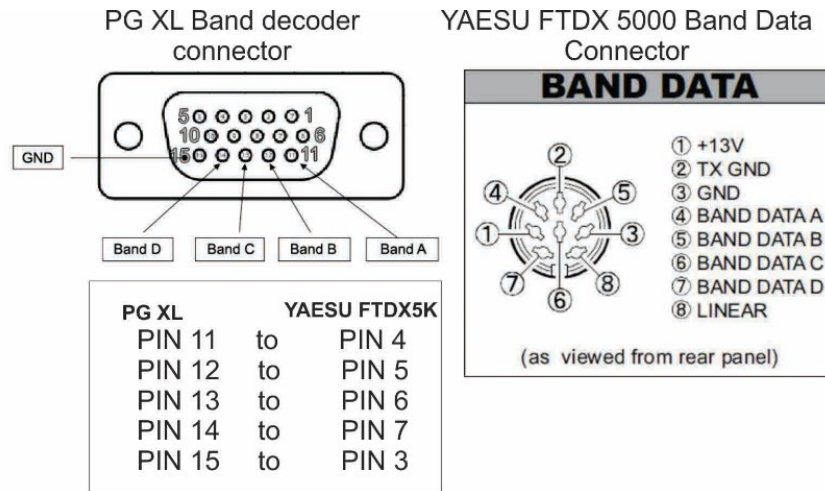 PG XL Band decoder
connector
5 1
10 6
15 11
GND
Band D Band C Band B Band A
PG XL YAESU FTDX5K
PIN 11 to PIN 4
PIN 12 to PIN 5
PIN 13 to PIN 6
PIN 14 to PIN 7
PIN 15 to PIN 3
YAESU FTDX 5000 Band Data
Connector
BAND DATA
② 
④ ⑤
① ③
⑦ ⑧
⑥
① +13V
② TX GND
③ GND
④ BAND DATA A
⑤ BAND DATA B
⑥ BAND DATA C
⑦ BAND DATA D
⑧ LINEAR
(as viewed from rear panel)